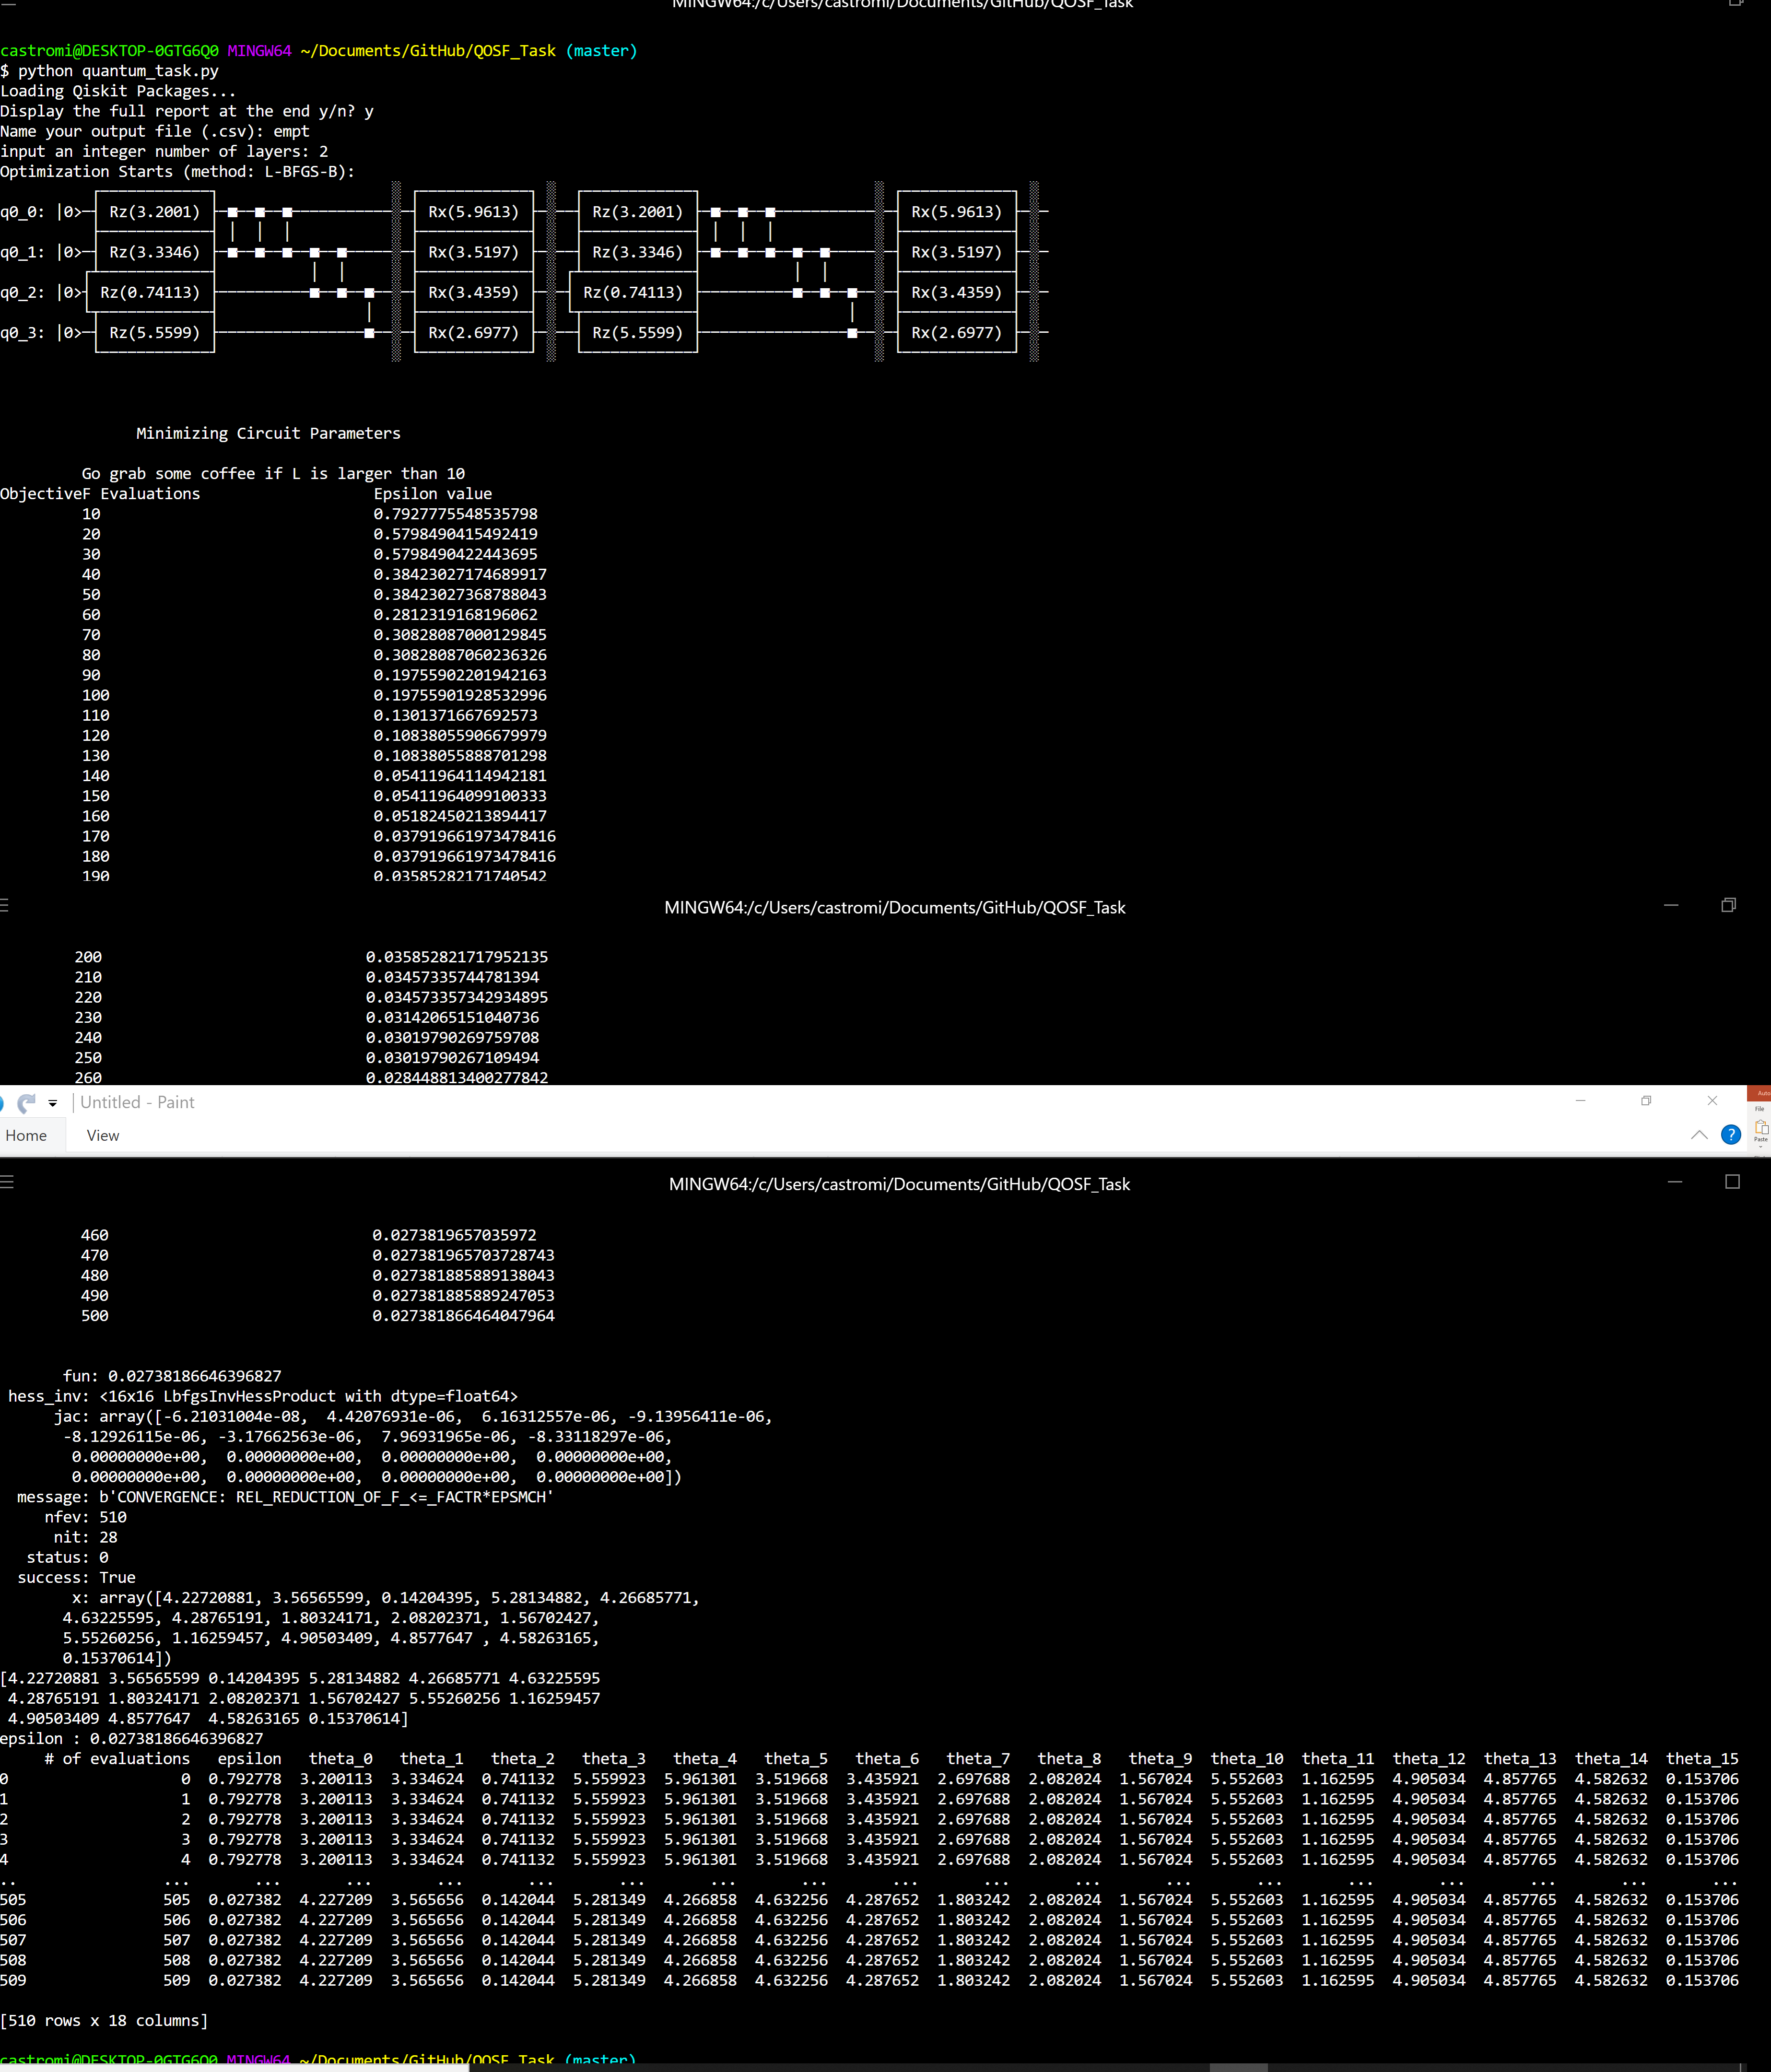 MINGW64:/c/Users/castromi/Documents/GitHub/QOSF_Task
castromi@DESKTOP-0GTG6Q0 MINGW64 ~/Documents/GitHub/QOSF_Task (master)
$ python quantum_task.py
Loading Qiskit Packages...
Display the full report at the end y/n? y
Name your output file (.csv): empt
input an integer number of layers: 2
Optimization Starts (method: L-BFGS-B):
q0_0: |0> Rz(3.2001) Rx(5.9613) Rz(3.2001) Rx(5.9613)
q0_1: |0> Rz(3.3346) Rx(3.5197) Rz(3.3346) Rx(3.5197)
q0_2: |0> Rz(0.74113) Rx(3.4359) Rz(0.74113) Rx(3.4359)
q0_3: |0> Rz(5.5599) Rx(2.6977) Rz(5.5599) Rx(2.6977)
Minimizing Circuit Parameters
Go grab some coffee if L is larger than 10
ObjectiveF Evaluations Epsilon value
10 0.7927775548535798
20 0.5798490415492419
30 0.5798490422443695
40 0.38423027174689917
50 0.38423027368788043
60 0.2812319168196062
70 0.30828087000129845
80 0.30828087060236326
90 0.19755902201942163
100 0.19755901928532996
110 0.1301371667692573
120 0.10838055906679979
130 0.10838055888701298
140 0.05411964114942181
150 0.05411964099100333
160 0.05182450213894417
170 0.037919661973478416
180 0.037919661973478416
190 0.03585282171740542
MINGW64:/c/Users/castromi/Documents/GitHub/QOSF_Task
200 0.035852821717952135
210 0.03457335744781394
220 0.034573357342934895
230 0.03142065151040736
240 0.03019790269759708
250 0.03019790267109494
260 0.028448813400277842
Untitled - Paint
Auto
File
Home View
?
Paste
MINGW64:/c/Users/castromi/Documents/GitHub/QOSF_Task
460 0.0273819657035972
470 0.027381965703728743
480 0.027381885889138043
490 0.027381885889247053
500 0.027381866464047964
fun: 0.02738186646396827
hess_inv: <16x16 LbfgsInvHessProduct with dtype=float64>
jac: array([-6.21031004e-08, 4.42076931e-06, 6.16312557e-06, -9.13956411e-06,
-8.12926115e-06, -3.17662563e-06, 7.96931965e-06, -8.33118297e-06,
0.00000000e+00, 0.00000000e+00, 0.00000000e+00, 0.00000000e+00,
0.00000000e+00, 0.00000000e+00, 0.00000000e+00, 0.00000000e+00])
message: b'CONVERGENCE: REL_REDUCTION_OF_F_<=_FACTR*EPSMCH'
nfev: 510
nit: 28
status: 0
success: True
x: array([4.22720881, 3.56565599, 0.14204395, 5.28134882, 4.26685771,
4.63225595, 4.28765191, 1.80324171, 2.08202371, 1.56702427,
5.55260256, 1.16259457, 4.90503409, 4.8577647 , 4.58263165,
0.15370614])
[4.22720881 3.56565599 0.14204395 5.28134882 4.26685771 4.63225595
4.28765191 1.80324171 2.08202371 1.56702427 5.55260256 1.16259457
4.90503409 4.8577647 4.58263165 0.15370614]
epsilon : 0.02738186646396827
# of evaluations epsilon theta_0 theta_1 theta_2 theta_3 theta_4 theta_5 theta_6 theta_7 theta_8 theta_9 theta_10 theta_11 theta_12 theta_13 theta_14 theta_15
0 0 0.792778 3.200113 3.334624 0.741132 5.559923 5.961301 3.519668 3.435921 2.697688 2.082024 1.567024 5.552603 1.162595 4.905034 4.857765 4.582632 0.153706
1 1 0.792778 3.200113 3.334624 0.741132 5.559923 5.961301 3.519668 3.435921 2.697688 2.082024 1.567024 5.552603 1.162595 4.905034 4.857765 4.582632 0.153706
2 2 0.792778 3.200113 3.334624 0.741132 5.559923 5.961301 3.519668 3.435921 2.697688 2.082024 1.567024 5.552603 1.162595 4.905034 4.857765 4.582632 0.153706
3 3 0.792778 3.200113 3.334624 0.741132 5.559923 5.961301 3.519668 3.435921 2.697688 2.082024 1.567024 5.552603 1.162595 4.905034 4.857765 4.582632 0.153706
4 4 0.792778 3.200113 3.334624 0.741132 5.559923 5.961301 3.519668 3.435921 2.697688 2.082024 1.567024 5.552603 1.162595 4.905034 4.857765 4.582632 0.153706
.. ... ... ... ... ... ... ... ... ... ... ... ... ... ... ... ... ... ...
505 505 0.027382 4.227209 3.565656 0.142044 5.281349 4.266858 4.632256 4.287652 1.803242 2.082024 1.567024 5.552603 1.162595 4.905034 4.857765 4.582632 0.153706
506 506 0.027382 4.227209 3.565656 0.142044 5.281349 4.266858 4.632256 4.287652 1.803242 2.082024 1.567024 5.552603 1.162595 4.905034 4.857765 4.582632 0.153706
507 507 0.027382 4.227209 3.565656 0.142044 5.281349 4.266858 4.632256 4.287652 1.803242 2.082024 1.567024 5.552603 1.162595 4.905034 4.857765 4.582632 0.153706
508 508 0.027382 4.227209 3.565656 0.142044 5.281349 4.266858 4.632256 4.287652 1.803242 2.082024 1.567024 5.552603 1.162595 4.905034 4.857765 4.582632 0.153706
509 509 0.027382 4.227209 3.565656 0.142044 5.281349 4.266858 4.632256 4.287652 1.803242 2.082024 1.567024 5.552603 1.162595 4.905034 4.857765 4.582632 0.153706
[510 rows x 18 columns]
castromi@DESKTOP-0GTG6Q0 MINGW64 ~/Documents/GitHub/QOSF_Task (master)